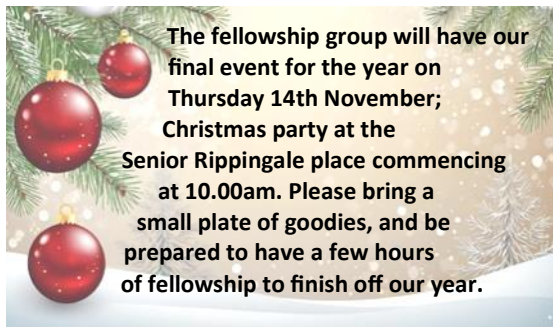 The fellowship group will have our
final event for the year on
Thursday 14th November;
Christmas party at the
Senior Rippingale place commencing
at 10.00am. Please bring a
small plate of goodies, and be
prepared to have a few hours
of fellowship to finish off our year.